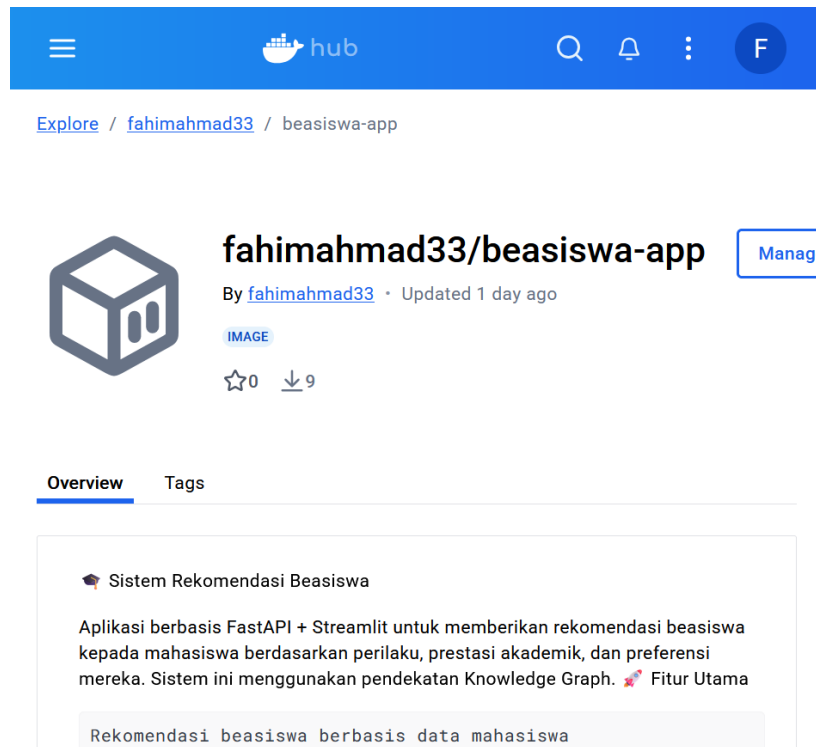 hub
F
Explore / fahimahmad33 / beasiswa-app
fahimahmad33/beasiswa-app
Manag
By fahimahmad33 • Updated 1 day ago
IMAGE
0 9
Overview Tags
🎓 Sistem Rekomendasi Beasiswa
Aplikasi berbasis FastAPI + Streamlit untuk memberikan rekomendasi beasiswa
kepada mahasiswa berdasarkan perilaku, prestasi akademik, dan preferensi
mereka. Sistem ini menggunakan pendekatan Knowledge Graph. 🚀 Fitur Utama
Rekomendasi beasiswa berbasis data mahasiswa